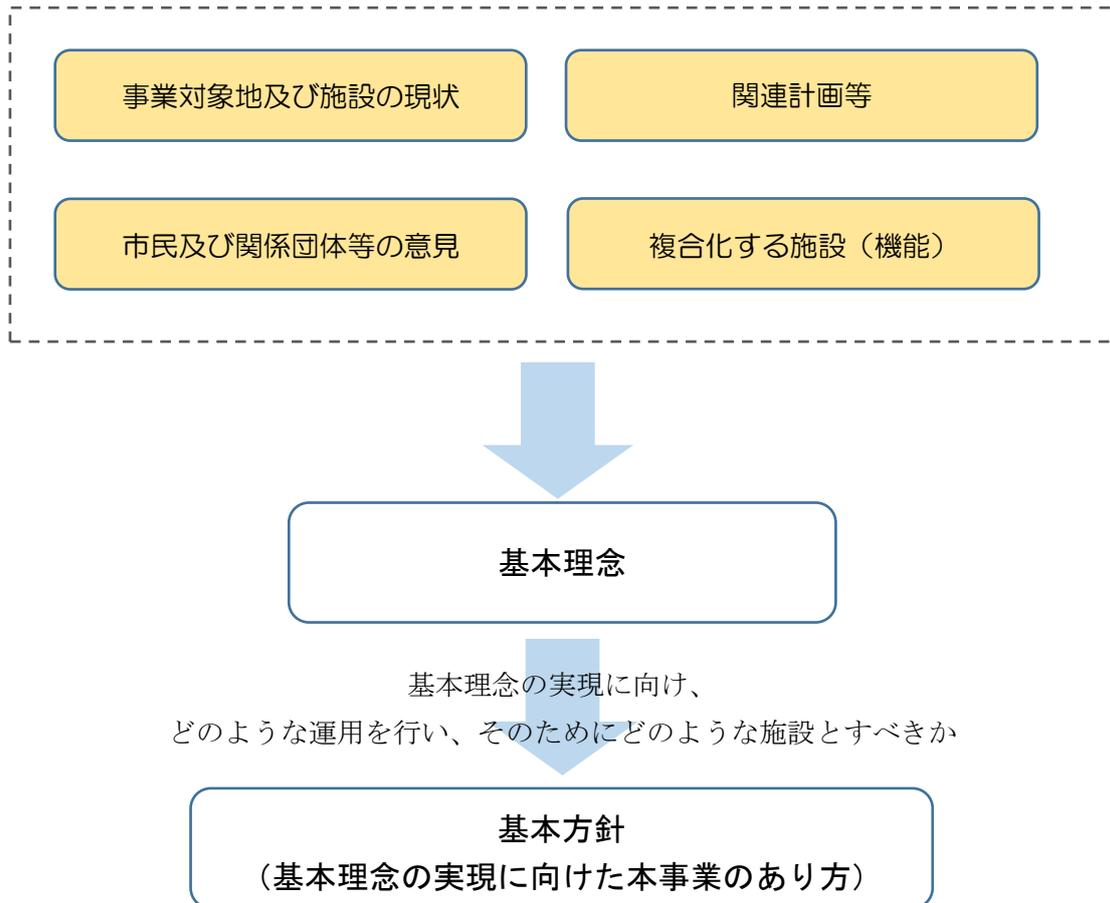 事業対象地及び施設の現状
関連計画等
市民及び関係団体等の意見
複合化する施設（機能）
基本理念
基本理念の実現に向け、
どのような運用を行い、そのためにどのような施設とすべきか
基本方針
（基本理念の実現に向けた本事業のあり方）